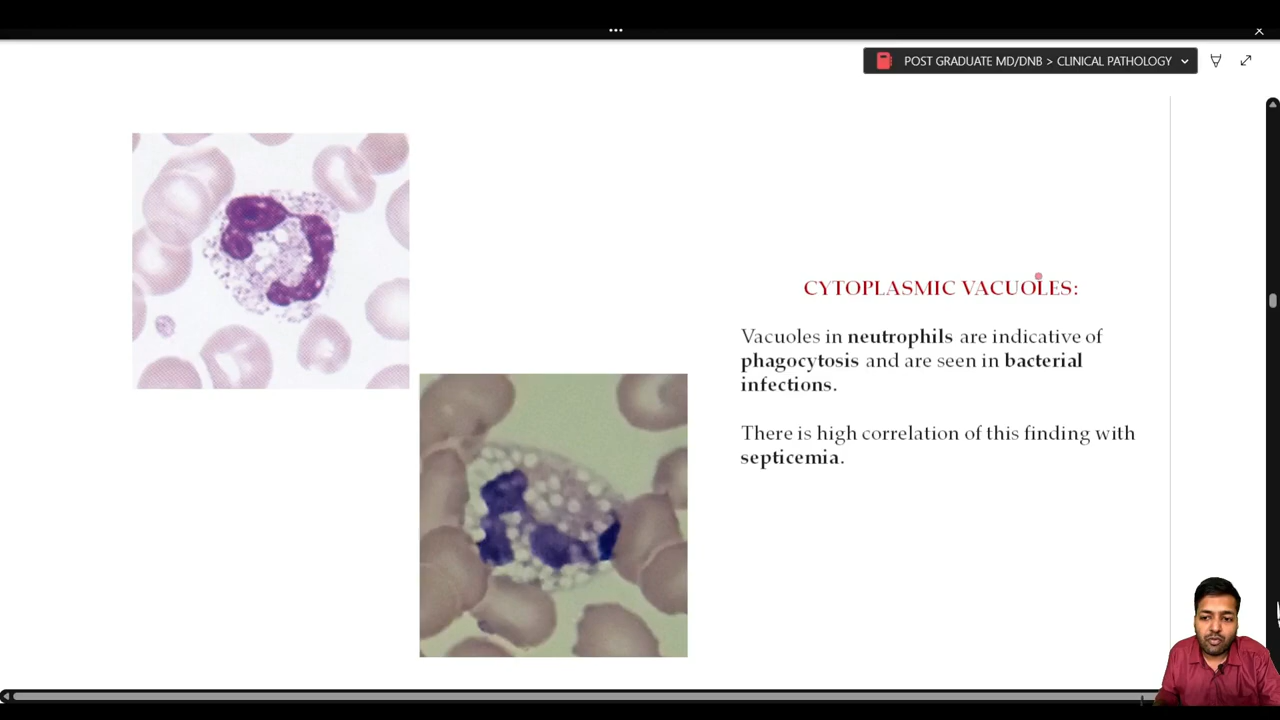 POST GRADUATE MD/DNB > CLINICAL PATHOLOGY
CYTOPLASMIC VACUOLES:
Vacuoles in neutrophils are indicative of
phagocytosis and are seen in bacterial
infections.
There is high correlation of this finding with
septicemia.